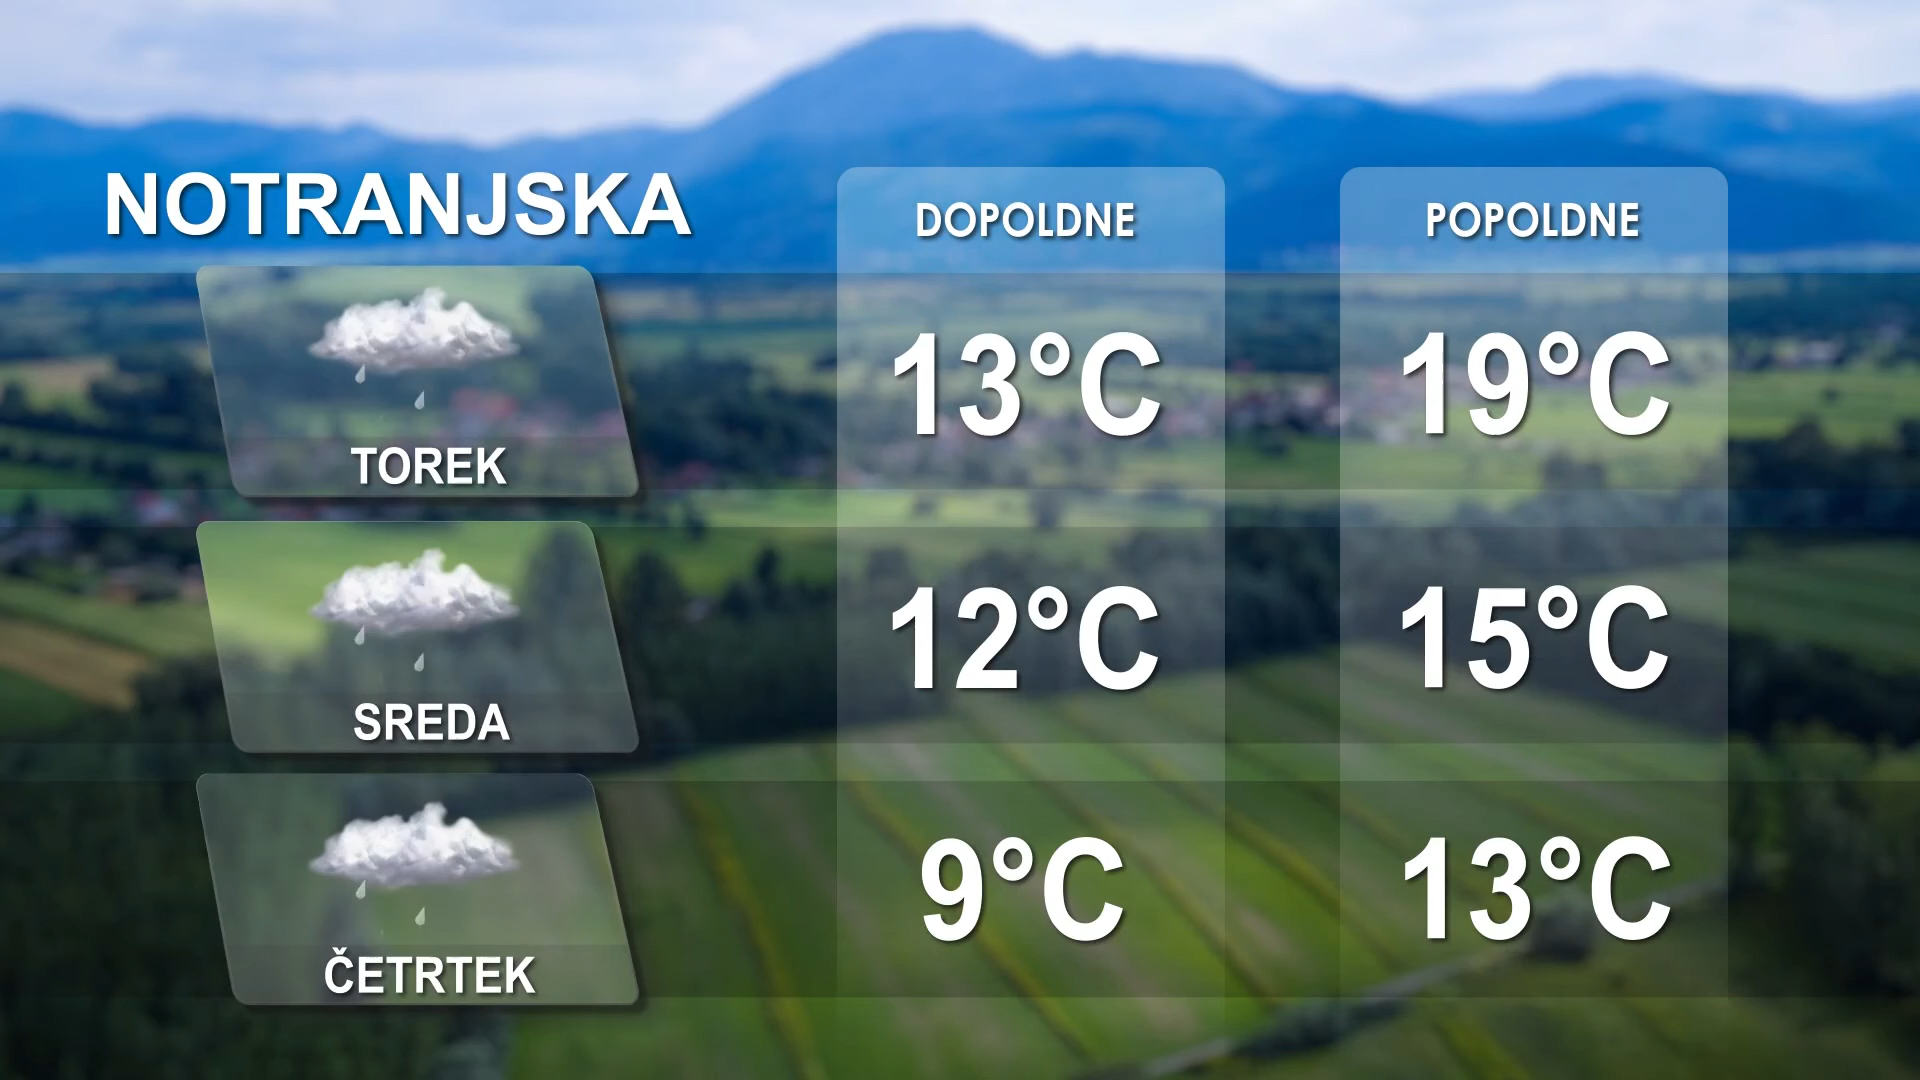 NOTRANJSKA
DOPOLDNE POPOLDNE
TOREK 13°C 19°C
SREDA 12°C 15°C
ČETRTEK 9°C 13°C